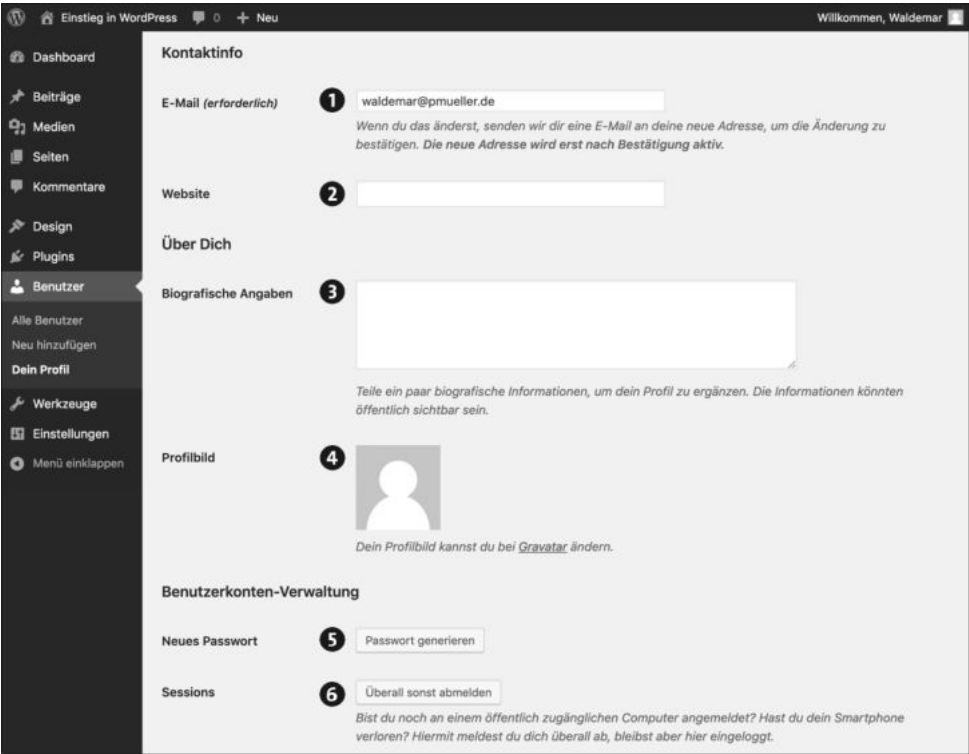 Einstieg in WordPress 0 + Neu Willkommen, Waldemar
Dashboard
Beiträge
Medien
Seiten
Kommentare
Design
Plugins
Benutzer
Alle Benutzer
Neu hinzufügen
Dein Profil
Werkzeuge
Einstellungen
Menü einklappen
Kontaktinfo
E-Mail (erforderlich) 1 waldemar@pmueller.de
Wenn du das änderst, senden wir dir eine E-Mail an deine neue Adresse, um die Änderung zu
bestätigen. Die neue Adresse wird erst nach Bestätigung aktiv.
Website 2
Über Dich
Biografische Angaben 3
Teile ein paar biografische Informationen, um dein Profil zu ergänzen. Die Informationen könnten
öffentlich sichtbar sein.
Profilbild 4
Dein Profilbild kannst du bei Gravatar ändern.
Benutzerkonten-Verwaltung
Neues Passwort 5 Passwort generieren
Sessions 6 Überall sonst abmelden
Bist du noch an einem öffentlich zugänglichen Computer angemeldet? Hast du dein Smartphone
verloren? Hiermit meldest du dich überall ab, bleibst aber hier eingeloggt.